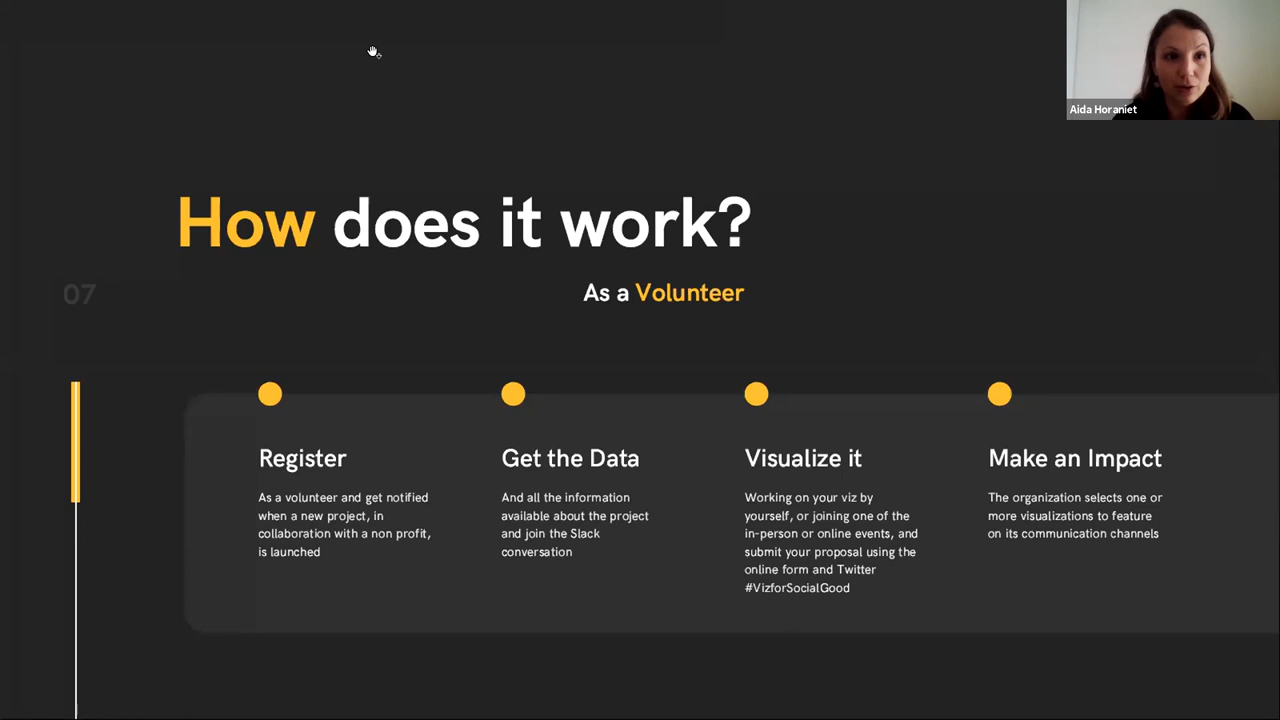 Aida Horaniet
How does it work?
07
As a Volunteer
Register
As a volunteer and get notified
when a new project, in
collaboration with a non profit,
is launched
Get the Data
And all the information
available about the project
and join the Slack
conversation
Visualize it
Working on your viz by
yourself, or joining one of the
in-person or online events, and
submit your proposal using the
online form and Twitter
#VizforSocialGood
Make an Impact
The organization selects one or
more visualizations to feature
on its communication channels